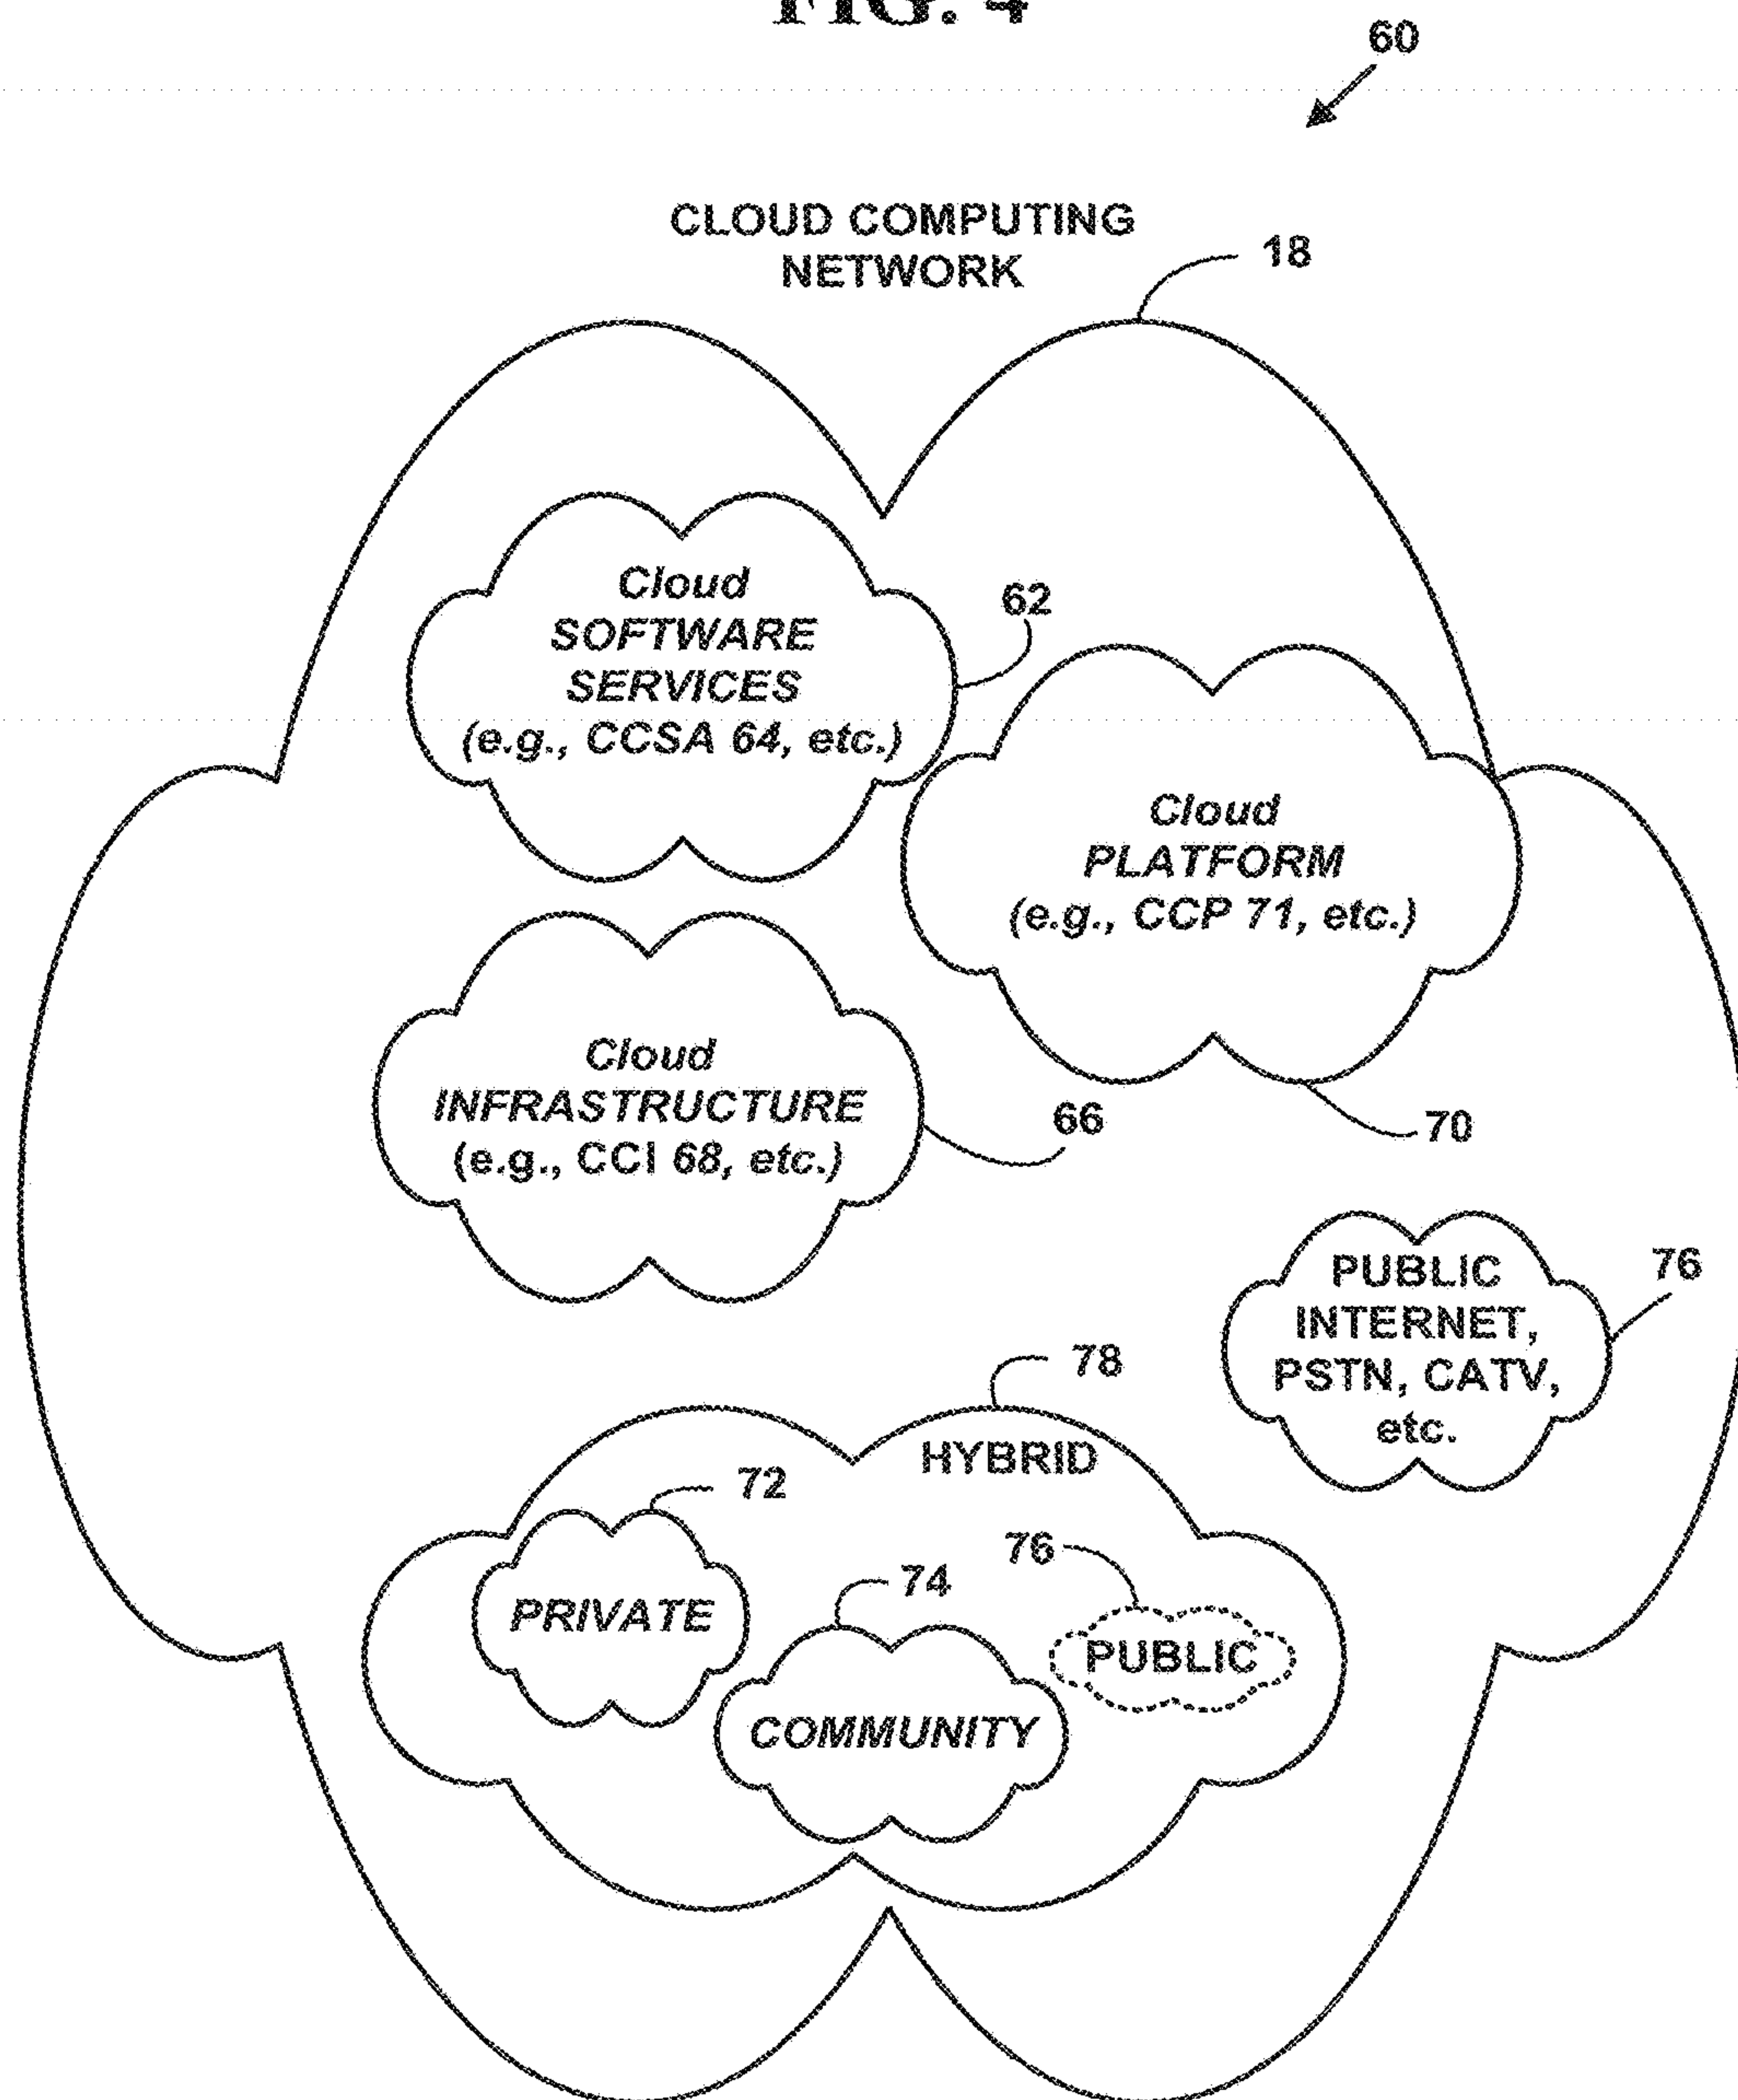 FIG. 4
60
CLOUD COMPUTING
NETWORK
18
Cloud
SOFTWARE
SERVICES
(e.g., CCSA 64, etc.)
62
Cloud
PLATFORM
(e.g., CCP 71, etc.)
70
Cloud
INFRASTRUCTURE
(e.g., CCI 68, etc.)
66
PUBLIC
INTERNET,
PSTN, CATV,
etc.
76
78
HYBRID
72
PRIVATE
74
COMMUNITY
76
PUBLIC